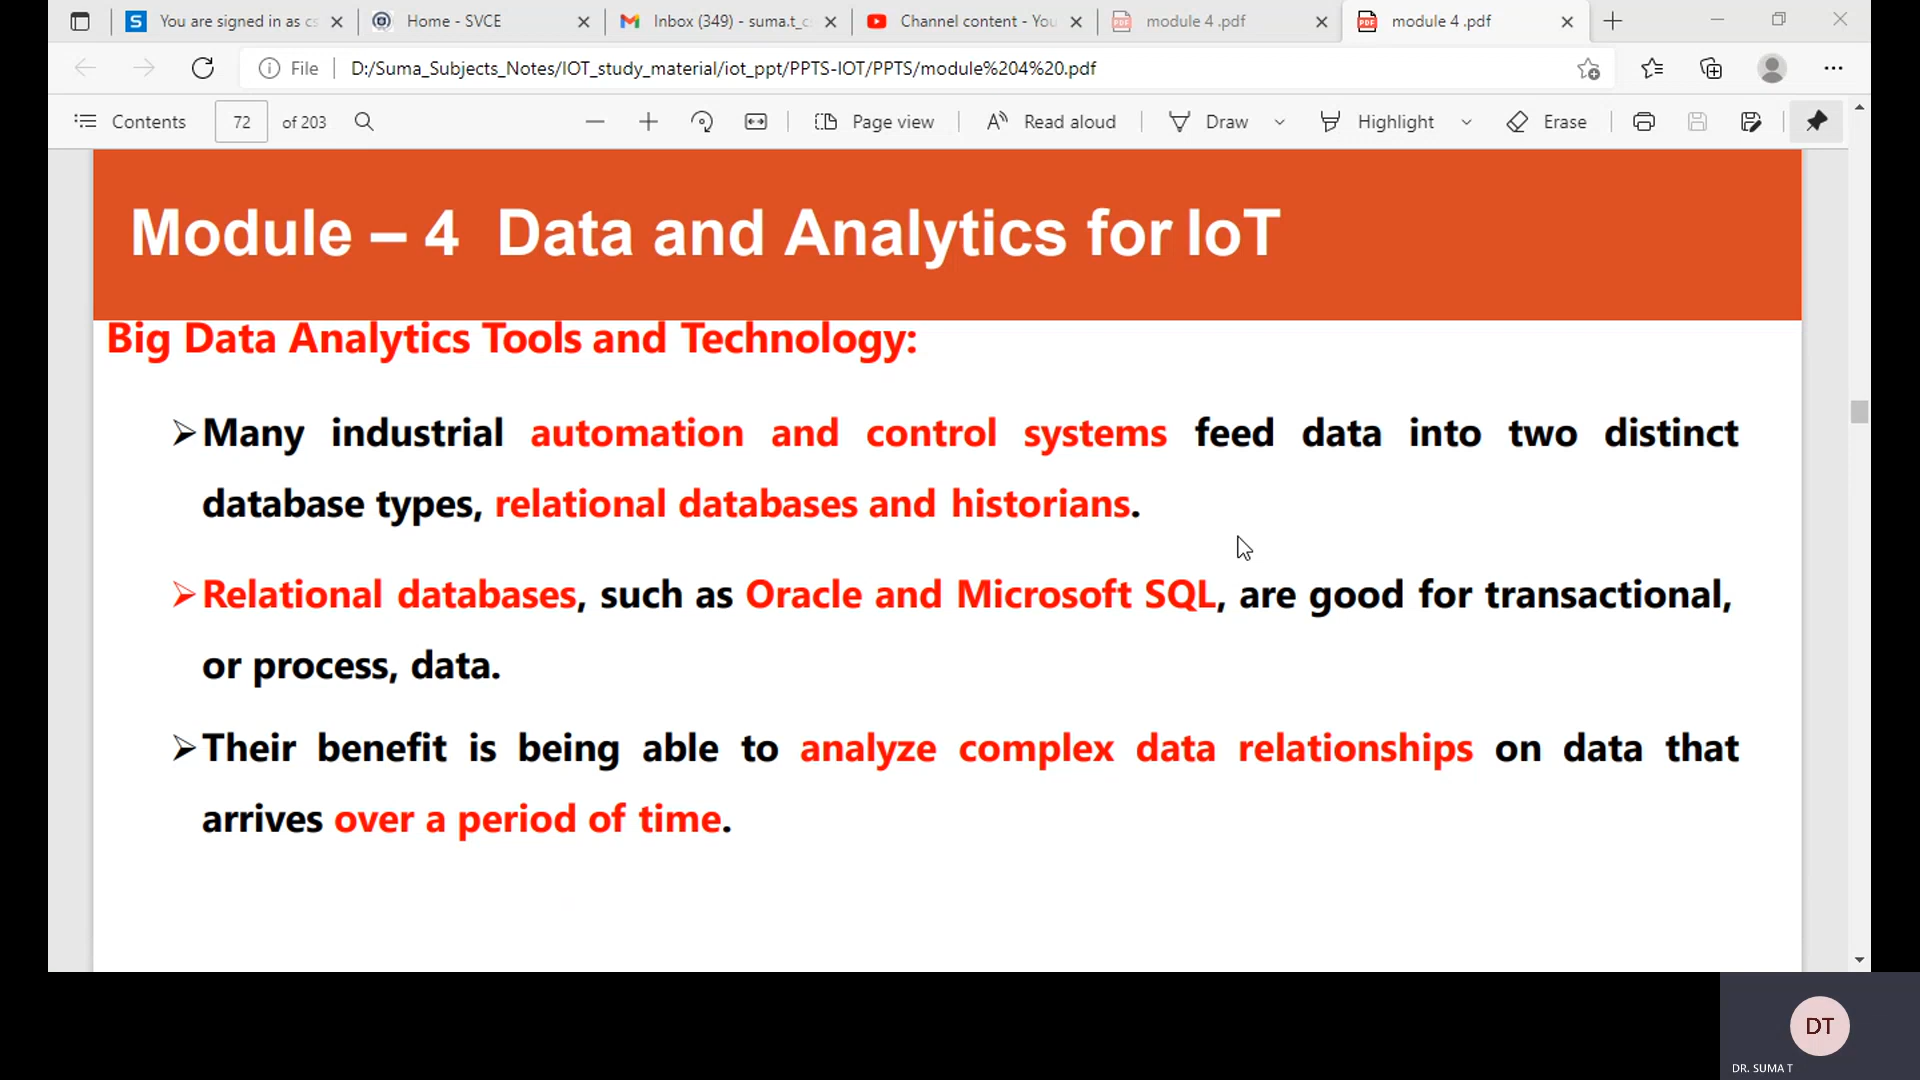 You are signed in as cs
Home - SVCE
Inbox (349) - suma.t_c
Channel content - You
module 4 .pdf
module 4 .pdf
File
D:/Suma_Subjects_Notes/IOT_study_material/iot_ppt/PPTS-IOT/PPTS/module%204%20.pdf
Contents 72 of 203 Page view Read aloud Draw Highlight Erase
Module – 4 Data and Analytics for IoT
Big Data Analytics Tools and Technology:
➢Many industrial automation and control systems feed data into two distinct
database types, relational databases and historians.
➢Relational databases, such as Oracle and Microsoft SQL, are good for transactional,
or process, data.
➢Their benefit is being able to analyze complex data relationships on data that
arrives over a period of time.
DT
DR. SUMA T